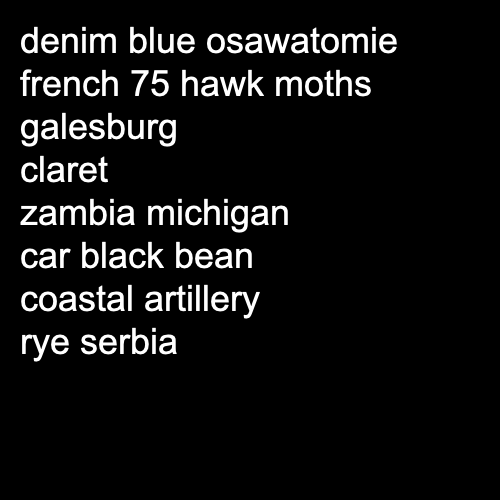 denim blue osawatomie
french 75 hawk moths
galesburg
claret
zambia michigan
car black bean
coastal artillery
rye serbia